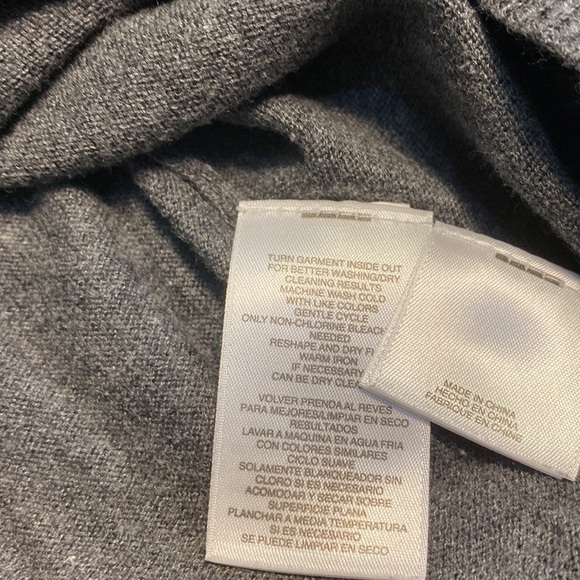 TURN GARMENT INSIDE OUT
FOR BETTER WASHING/DRY
CLEANING RESULTS
MACHINE WASH COLD
WITH LIKE COLORS
GENTLE CYCLE
ONLY NON-CHLORINE BLEACH
NEEDED
RESHAPE AND DRY
WARM IRON
IF NECESSARY
CAN BE DRY
VOLVER PRENDA AL REVES
PARA MEJORES/LIMPIAR EN SECO
RESULTADOS
LAVAR A MAQUINA EN AGUA FRIA
CON COLORES SIMILARES
CICLO SUAVE
SOLAMENTE BLANQUEADOR SIN
CLORO SI ES NECESARIO
ACOMODAR Y SECAR SOBRE
SUPERFICIE PLANA
PLANCHAR A MEDIA TEMPERATURA
SI ES NECESARIO
SE PUEDE LIMPIAR EN SECO
MADE IN CHINA
HECHO EN CHINA
FABRIQUE EN CHINE